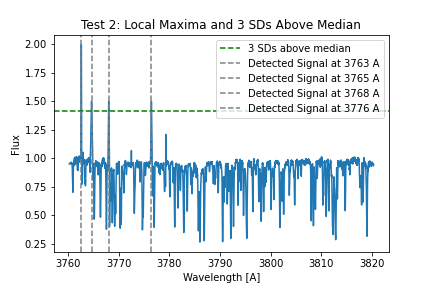 Test 2: Local Maxima and 3 SDs Above Median
3 SDs above median
Detected Signal at 3763 A
Detected Signal at 3765 A
Detected Signal at 3768 A
Detected Signal at 3776 A
2.00
1.75
1.50
1.25
1.00
0.75
0.50
0.25
Flux
3760 3770 3780 3790 3800 3810 3820
Wavelength [A]